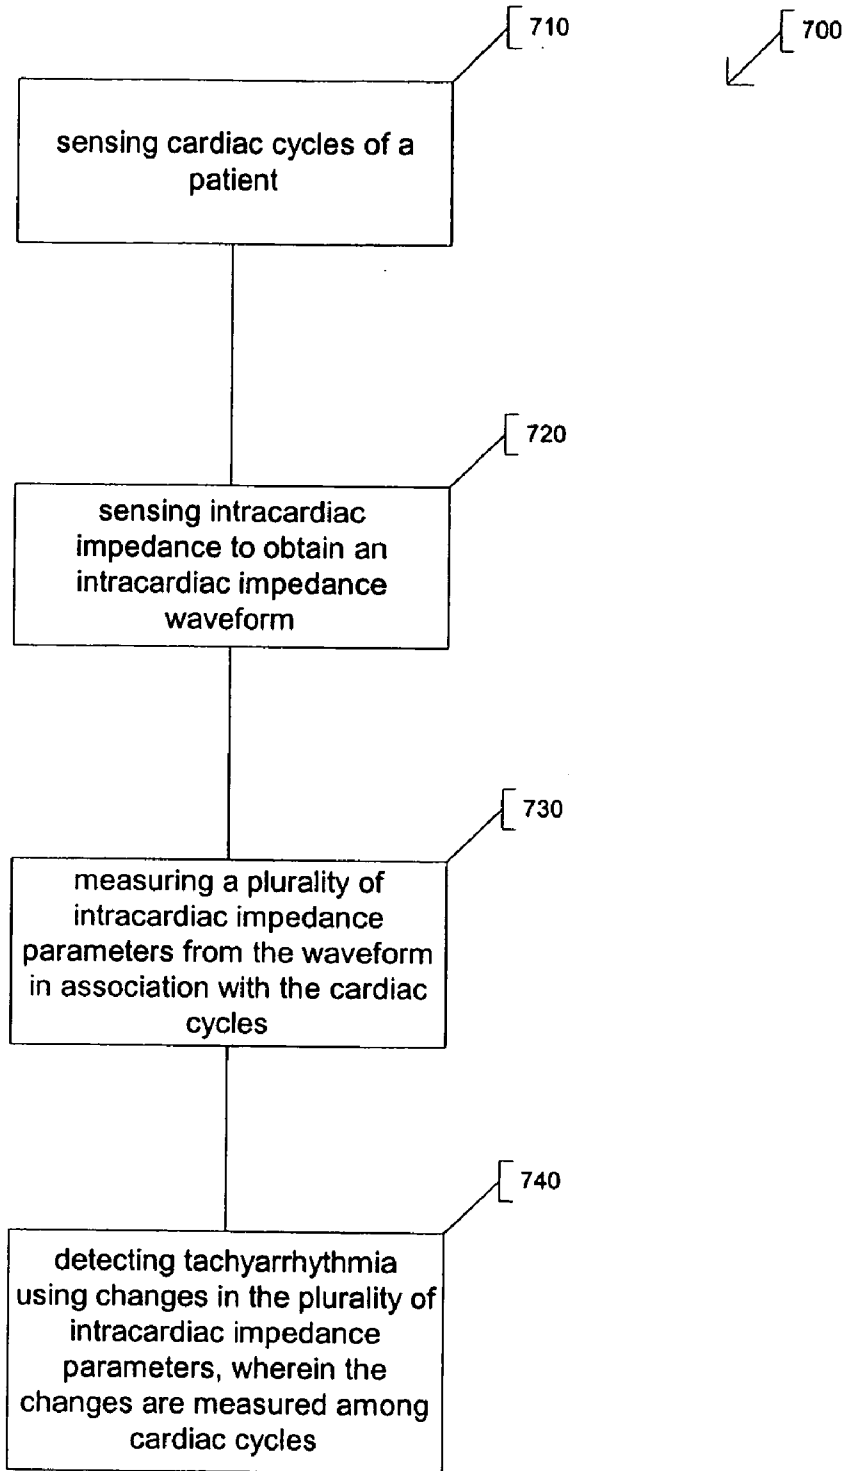 710
700
sensing cardiac cycles of a
patient
720
sensing intracardiac
impedance to obtain an
intracardiac impedance
waveform
730
measuring a plurality of
intracardiac impedance
parameters from the waveform
in association with the cardiac
cycles
740
detecting tachyarrhythmia
using changes in the plurality of
intracardiac impedance
parameters, wherein the
changes are measured among
cardiac cycles